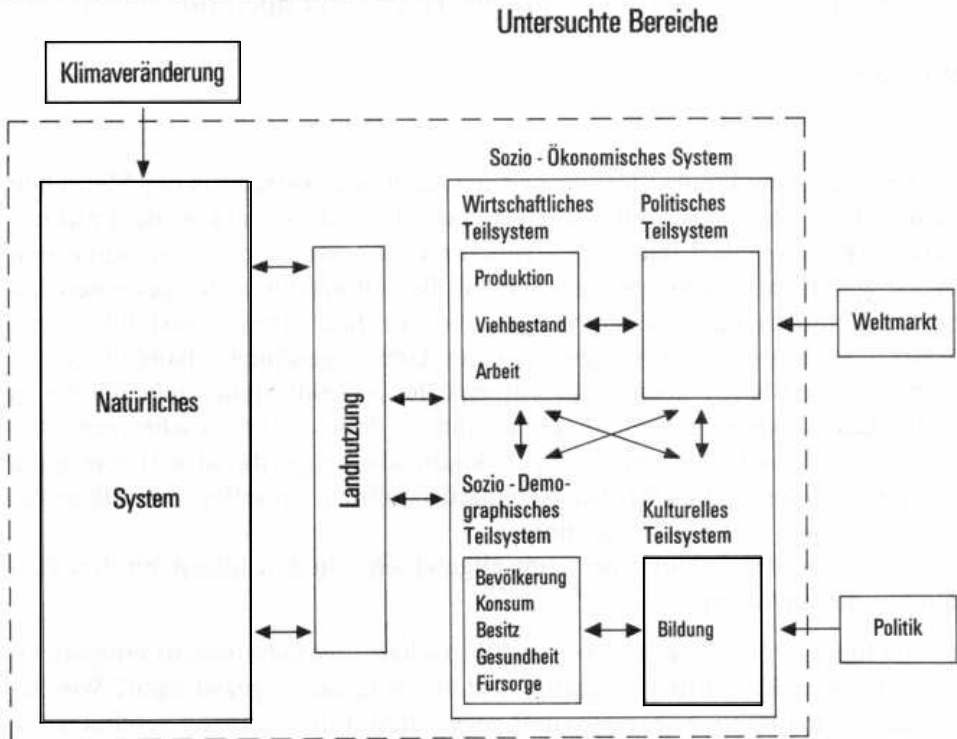 Untersuchte Bereiche
Klimaveränderung
Sozio - Ökonomisches System
Wirtschaftliches
Teilsystem
Politisches
Teilsystem
Produktion
Viehbestand
Arbeit
Weltmarkt
Natürliches
System
Landnutzung
Sozio - Demo-
graphisches
Teilsystem
Kulturelles
Teilsystem
Bevölkerung
Konsum
Besitz
Gesundheit
Fürsorge
Bildung
Politik